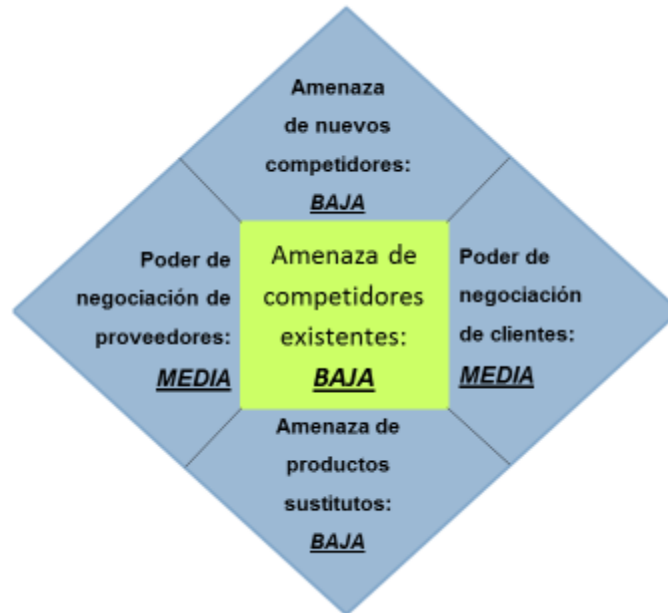 Amenaza
de nuevos
competidores:
BAJA
Poder de
negociación de
proveedores:
MEDIA
Amenaza de
competidores
existentes:
BAJA
Poder de
negociación
de clientes:
MEDIA
Amenaza de
productos
sustitutos:
BAJA